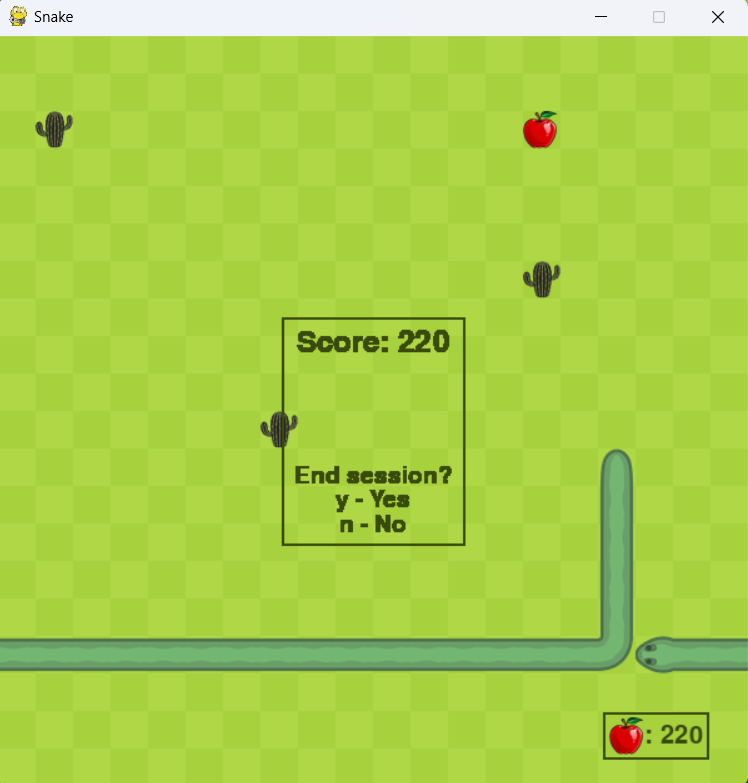 Snake
Score: 220
End session?
y - Yes
n - No
: 220